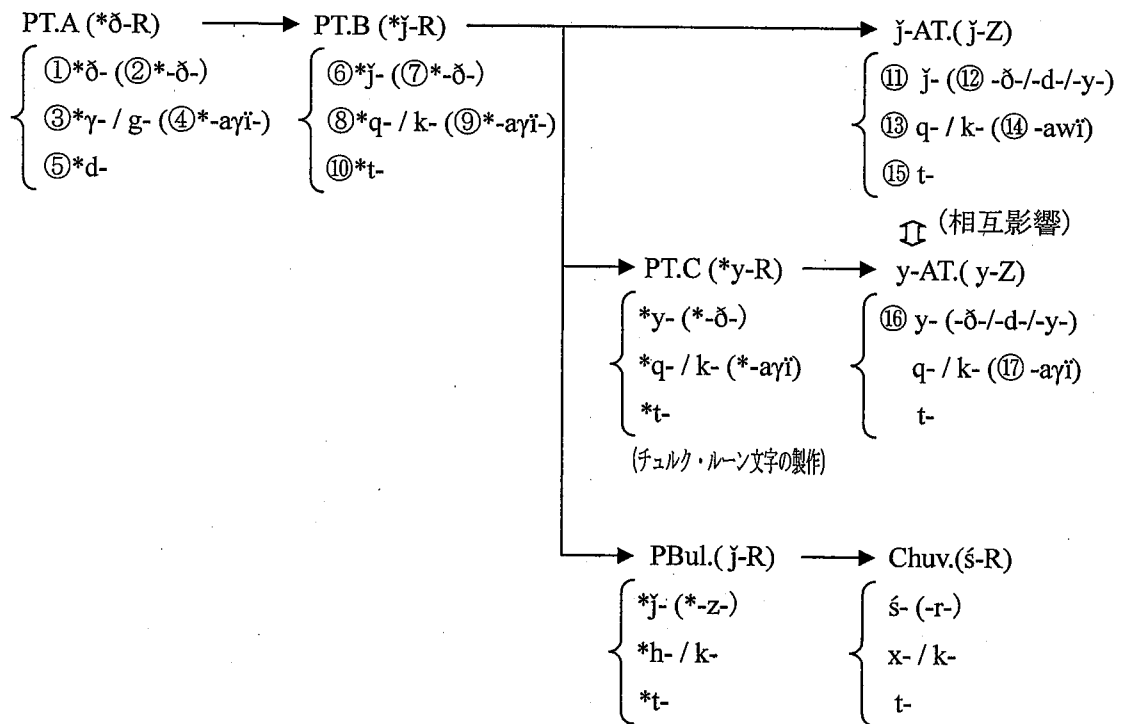 PT.A (*ð-R) PT.B (*ǰ-R) ǰ-AT.(ǰ-Z)
①*ð- (②*-ð-) ⑥*ǰ- (⑦*-ð-) ⑪ ǰ- (⑫ -ð-/-d-/-y-)
③*γ- / g- (④*-aγï-) ⑧*q- / k- (⑨*-aγï-) ⑬ q- / k- (⑭ -awï)
⑤*d- ⑩*t- ⑮ t-
(相互影響)
PT.C (*y-R) y-AT.( y-Z)
*y- (*-ð-) ⑯ y- (-ð-/-d-/-y-)
*q- / k- (*-aγï) q- / k- (⑰ -aγï)
*t- t-
(チュルク・ルーン文字の製作)
PBul.( ǰ-R) Chuv.(ś-R)
*ǰ- (*-z-) ś- (-r-)
*h- / k- x- / k-
*t- t-